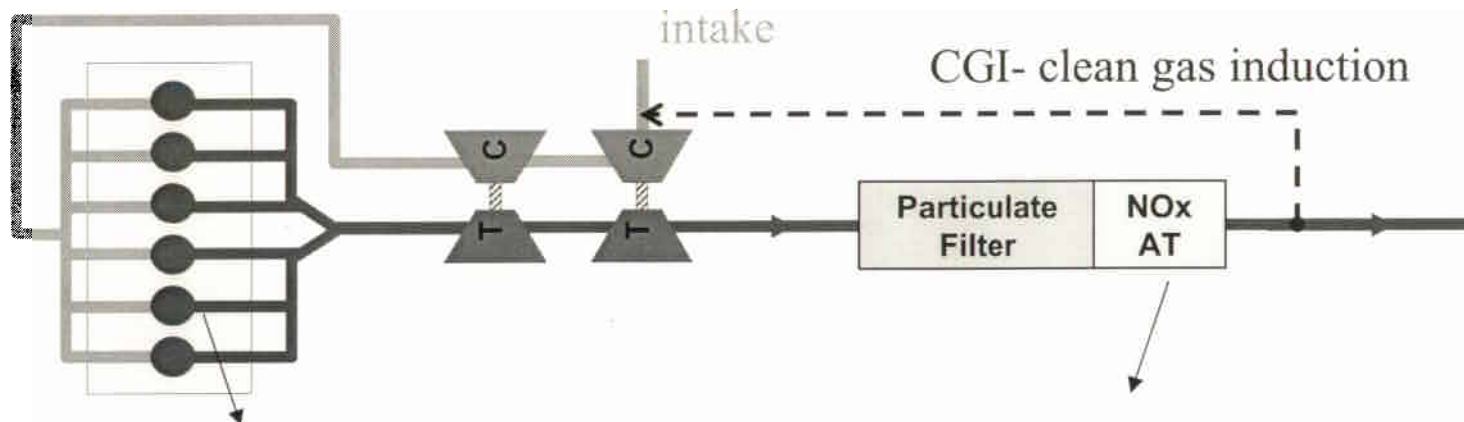 intake
CGI- clean gas induction
C
C
T
T
Particulate
Filter
NOx
AT